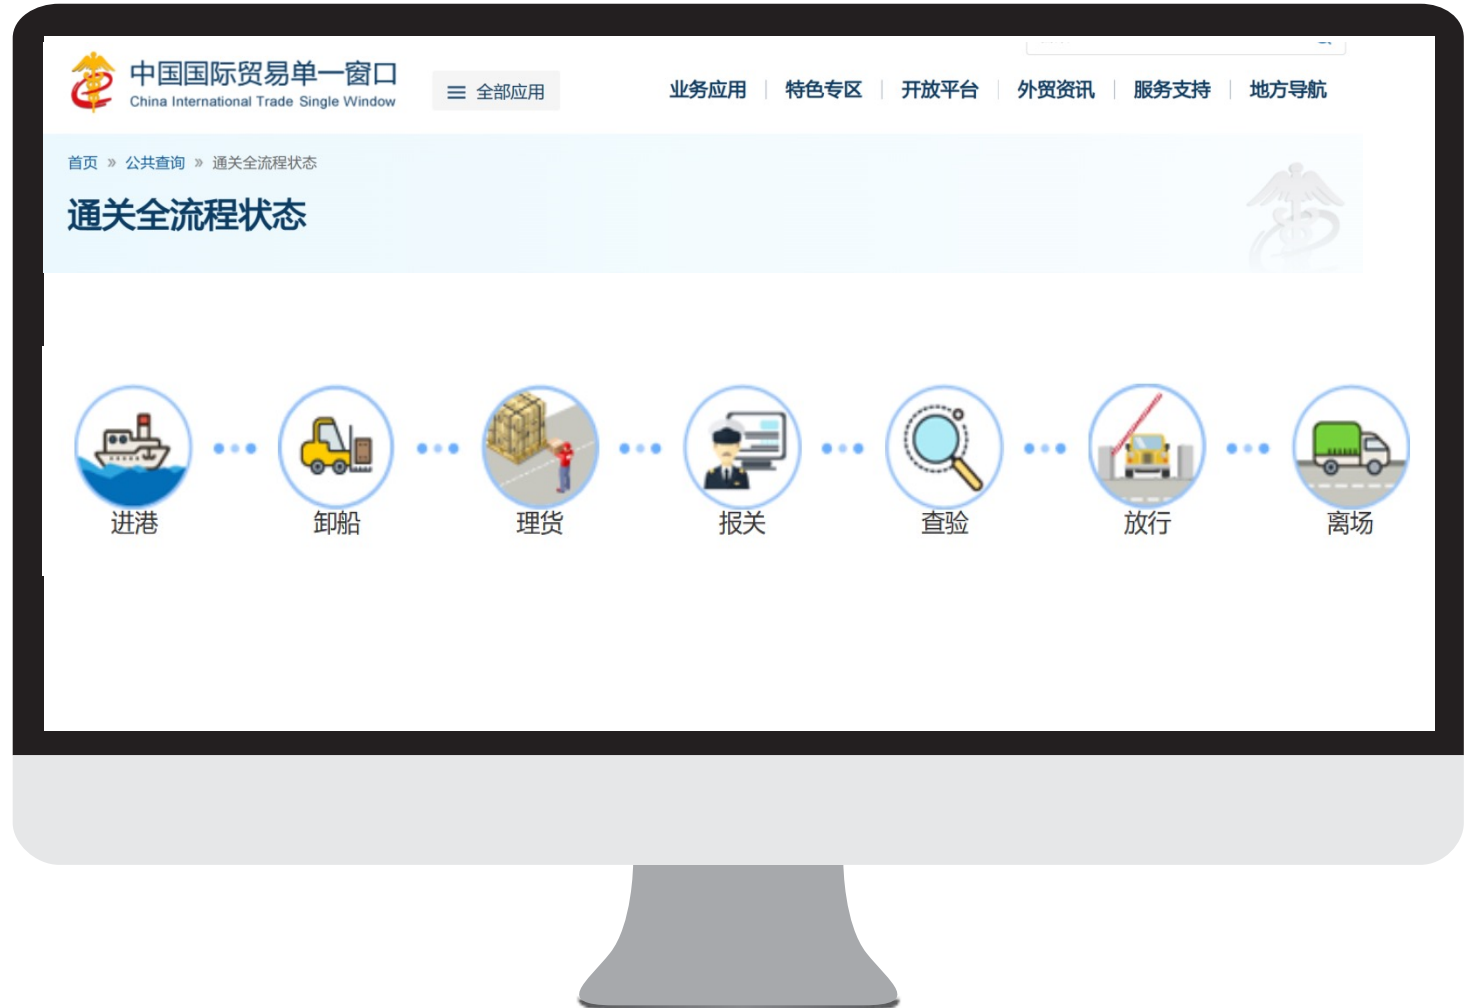 中国国际贸易单一窗口
China International Trade Single Window
全部应用
业务应用 特色专区 开放平台 外贸资讯 服务支持 地方导航
首页 » 公共查询 » 通关全流程状态
通关全流程状态
进港 卸船 理货 报关 查验 放行 离场